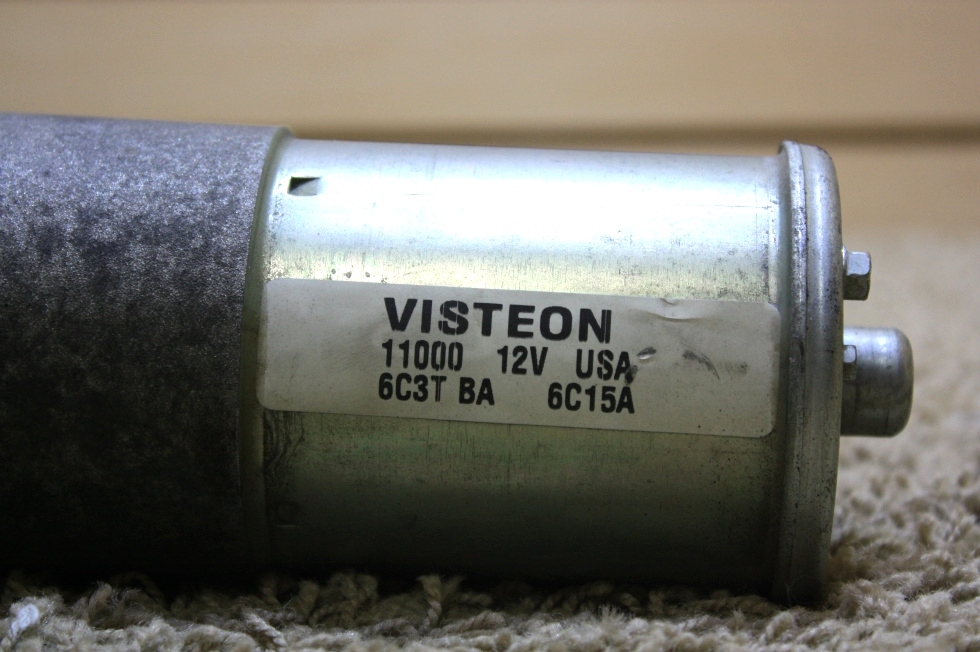 VISTEON
11000 12V USA
6C3T BA 6C15A